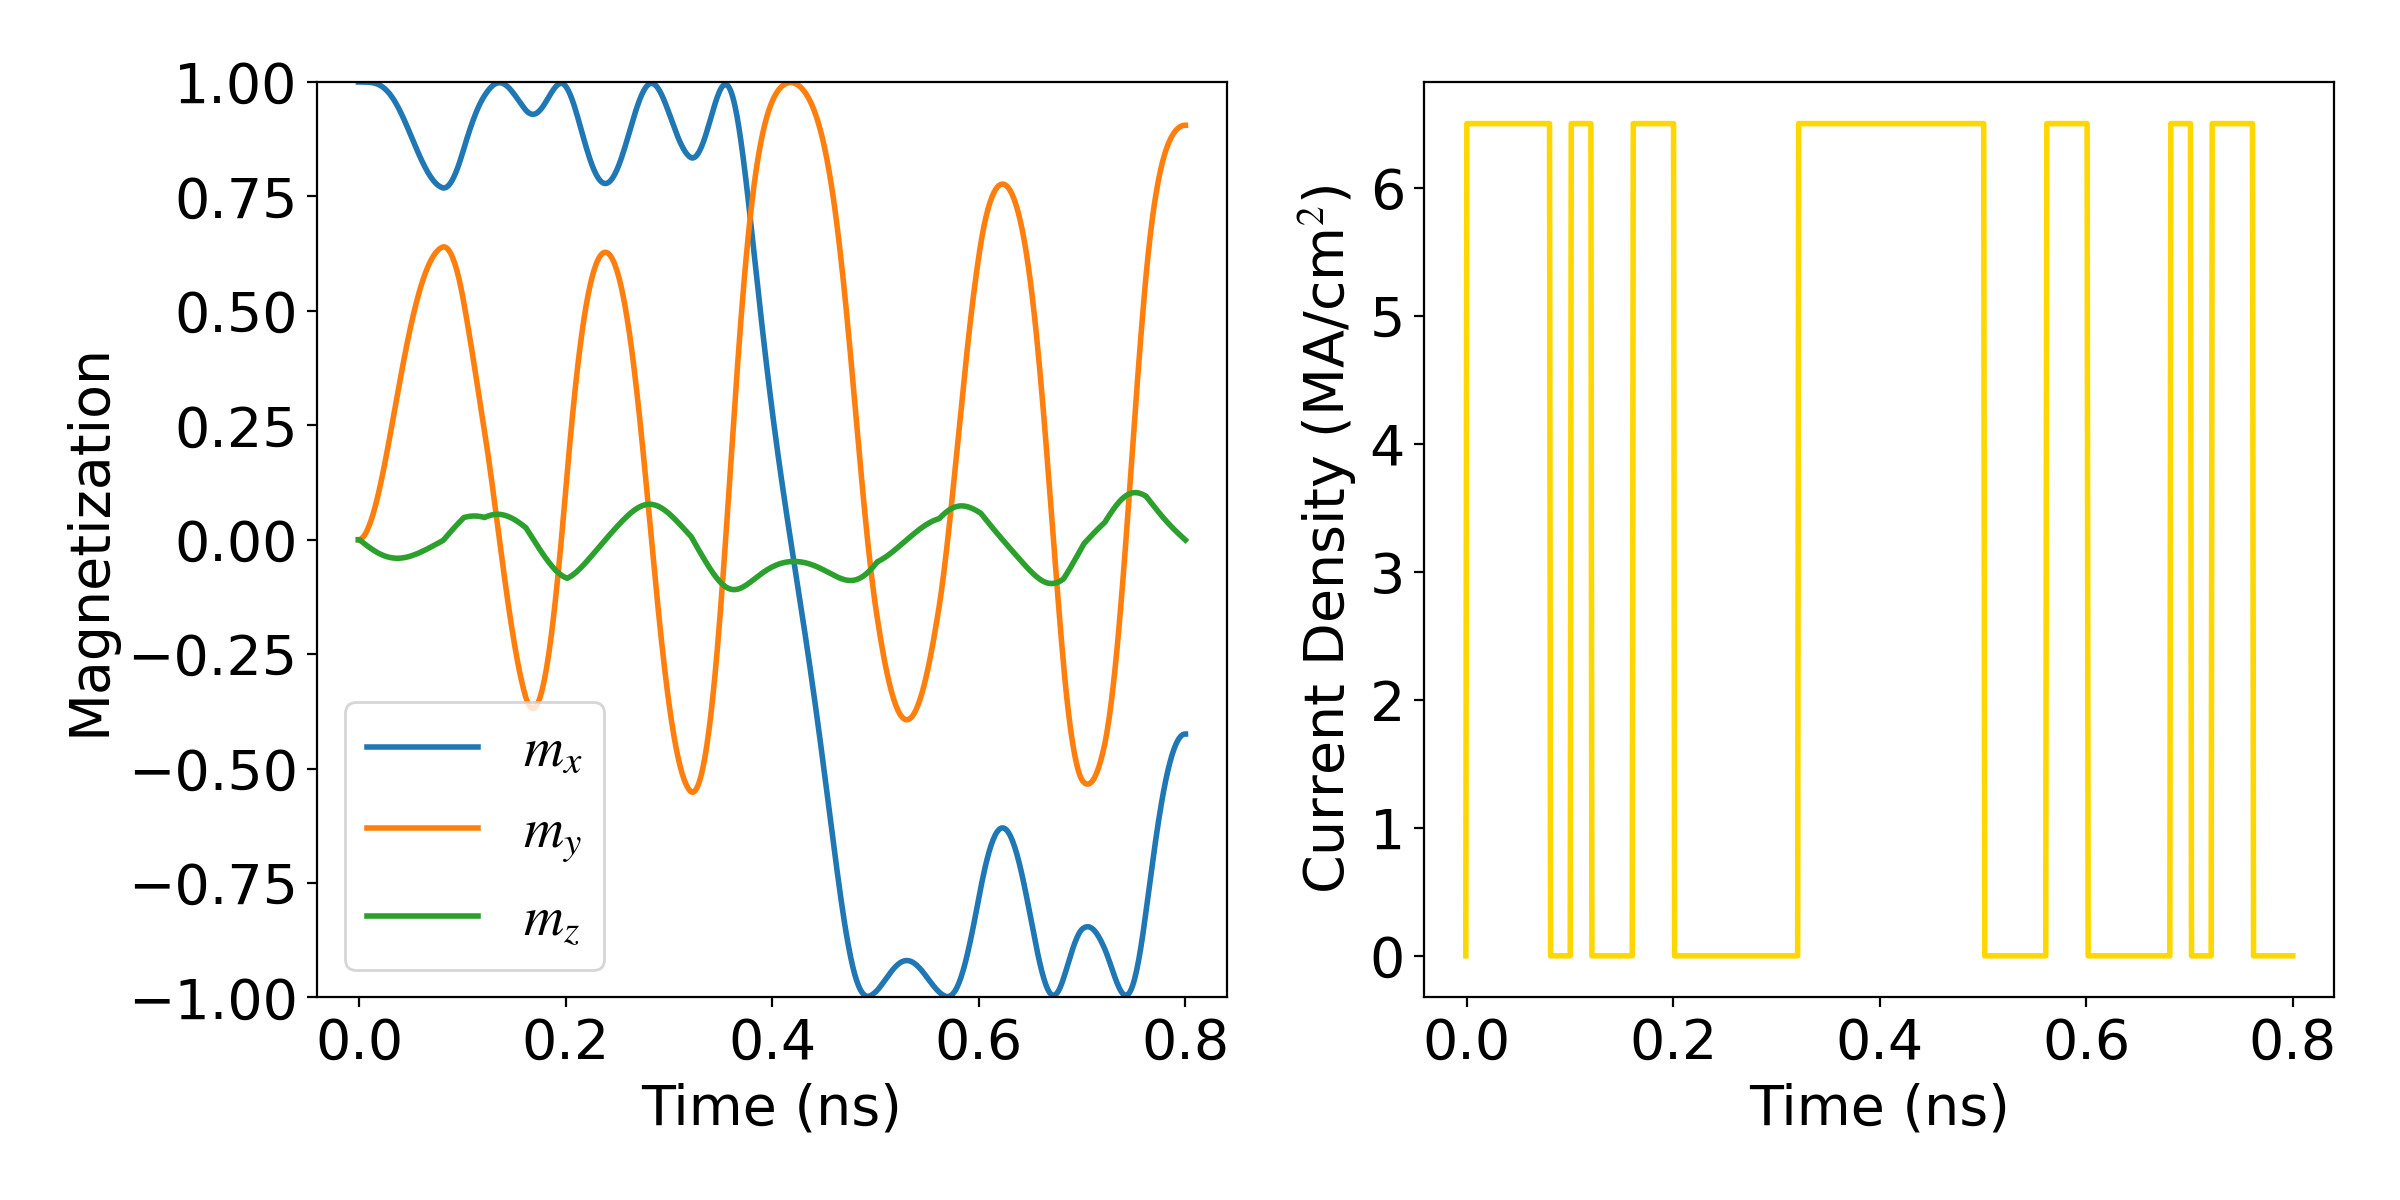 Magnetization
1.00
0.75
0.50
0.25
0.00
−0.25
−0.50
−0.75
−1.00
0.0 0.2 0.4 0.6 0.8
Time (ns)
m_x
m_y
m_z
Current Density (MA/cm²)
6
5
4
3
2
1
0
0.0 0.2 0.4 0.6 0.8
Time (ns)